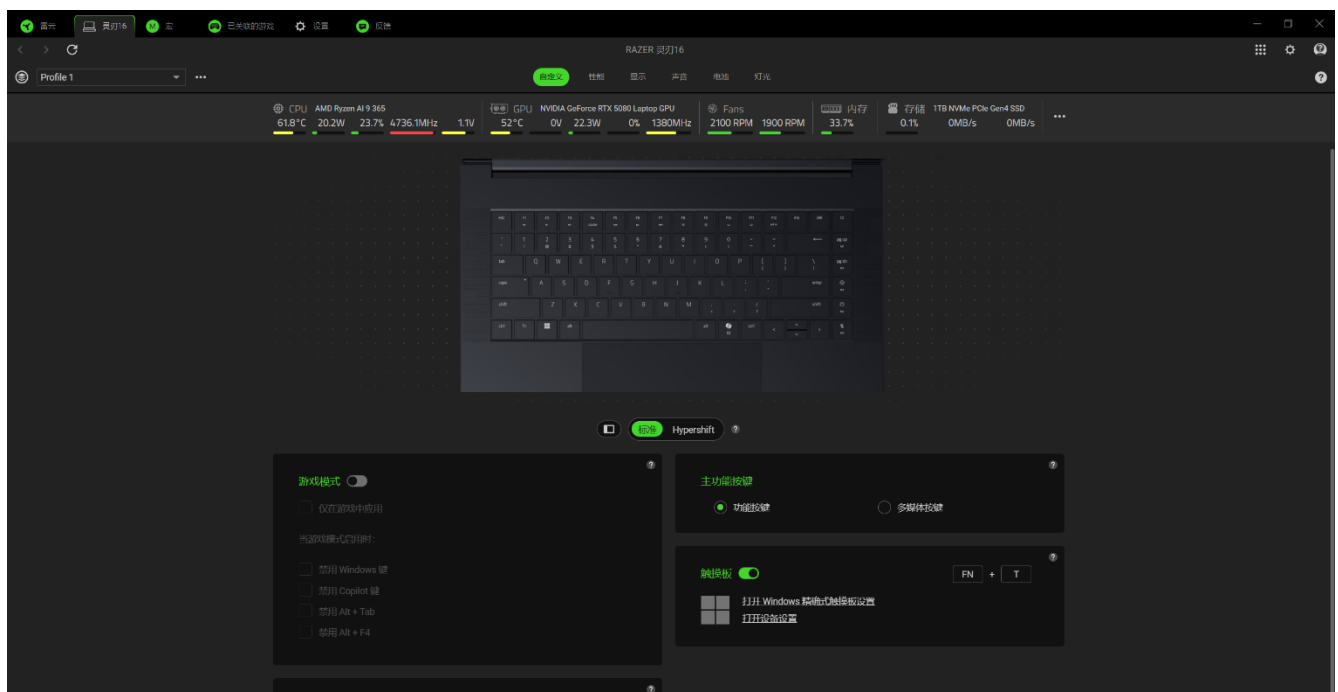 雷云 灵刃16 宏 已关联的游戏 设置 反馈
RAZER 灵刃16
Profile 1 自定义 性能 显示 声音 电池 灯光
CPU AMD Ryzen AI 9 365 GPU NVIDIA GeForce RTX 5080 Laptop GPU Fans 内存 存储 1TB NVMe PCIe Gen4 SSD
61.8°C 20.2W 23.7% 4736.1MHz 1.1V 52°C 0V 22.3W 0% 1380MHz 2100 RPM 1900 RPM 33.7% 0.1% 0MB/s 0MB/s
Q W E R T Y U I O P
A S D F G H J K L
Z X C V B N M
标准 Hypershift
游戏模式
仅在游戏中应用
当游戏模式启用时:
禁用 Windows 键
禁用 Copilot 键
禁用 Alt + Tab
禁用 Alt + F4
主功能按键
功能按键 多媒体按键
触摸板 FN + T
打开 Windows 精确式触摸板设置
打开设备设置